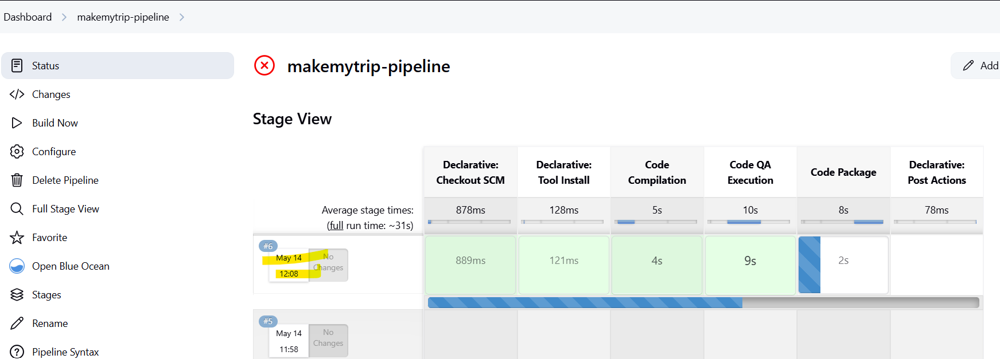 Dashboard
makemytrip-pipeline
Status
Changes
Build Now
Configure
Delete Pipeline
Full Stage View
Favorite
Open Blue Ocean
Stages
Rename
Pipeline Syntax
makemytrip-pipeline
Add
Stage View
Declarative:
Checkout SCM
Declarative:
Tool Install
Code
Compilation
Code QA
Execution
Code Package
Declarative:
Post Actions
Average stage times:
(full run time: ~31s)
878ms
128ms
5s
10s
8s
78ms
#6
May 14
12:08
No
Changes
889ms
121ms
4s
9s
2s
#5
May 14
11:58
No
Changes